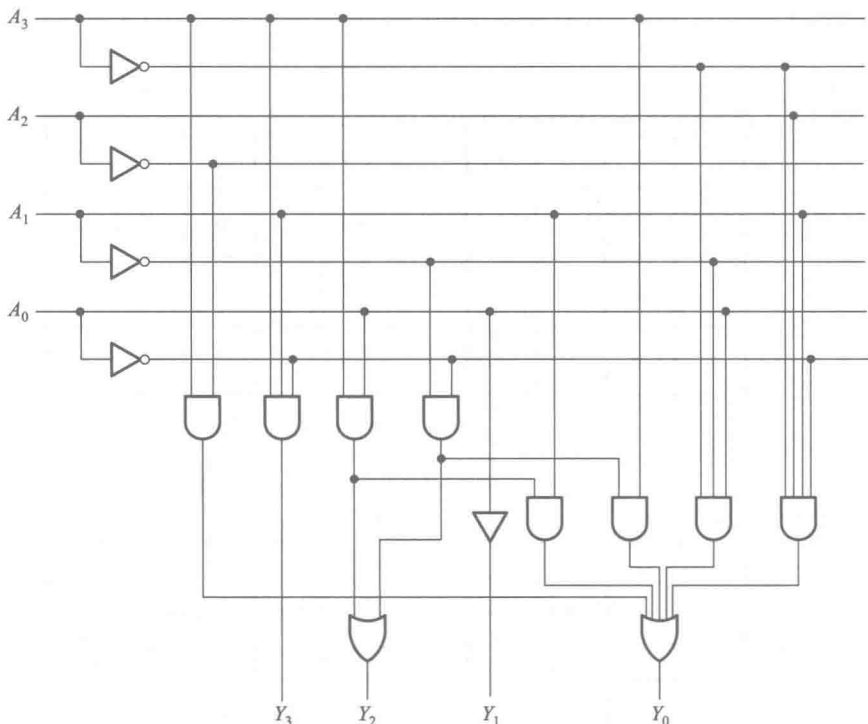 A₃
A₂
A₁
A₀
Y₃ Y₂ Y₁ Y₀